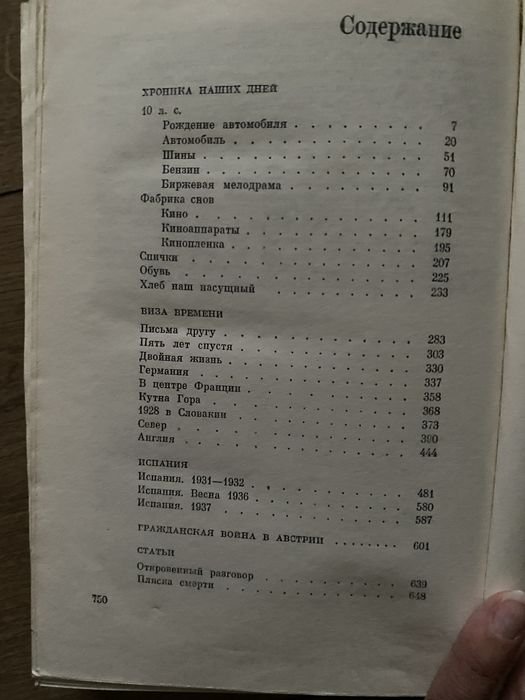 Содержание
ХРОНИКА НАШИХ ДНЕЙ
10 л. с.
Рождение автомобиля . . . . . . . . . 7
Автомобиль . . . . . . . . . . . . . 20
Шины . . . . . . . . . . . . . . . 51
Бензин . . . . . . . . . . . . . . . 70
Биржевая мелодрама . . . . . . . . . 91
Фабрика снов
Кино . . . . . . . . . . . . . . . 111
Киноаппараты . . . . . . . . . . . 179
Кинопленка . . . . . . . . . . . . 195
Спички . . . . . . . . . . . . . . 207
Обувь . . . . . . . . . . . . . . . 225
Хлеб наш насущный . . . . . . . . . 233
ВИЗА ВРЕМЕНИ
Письма другу . . . . . . . . . . . . 283
Пять лет спустя . . . . . . . . . . . 303
Двойная жизнь . . . . . . . . . . . 330
Германия . . . . . . . . . . . . . 337
В центре Франции . . . . . . . . . . 358
Кутна Гора . . . . . . . . . . . . . 368
1928 в Словакии . . . . . . . . . . 373
Север . . . . . . . . . . . . . . . 390
Англия . . . . . . . . . . . . . . 444
ИСПАНИЯ
Испания. 1931—1932 . . . . . . . . . 481
Испания. Весна 1936 . . . . . . . . . 580
Испания. 1937 . . . . . . . . . . . 587
ГРАЖДАНСКАЯ ВОЙНА В АВСТРИИ . . . . . . . . 601
СТАТЬИ
Откровенный разговор . . . . . . . . . 639
Пляска смерти . . . . . . . . . . . 648
750